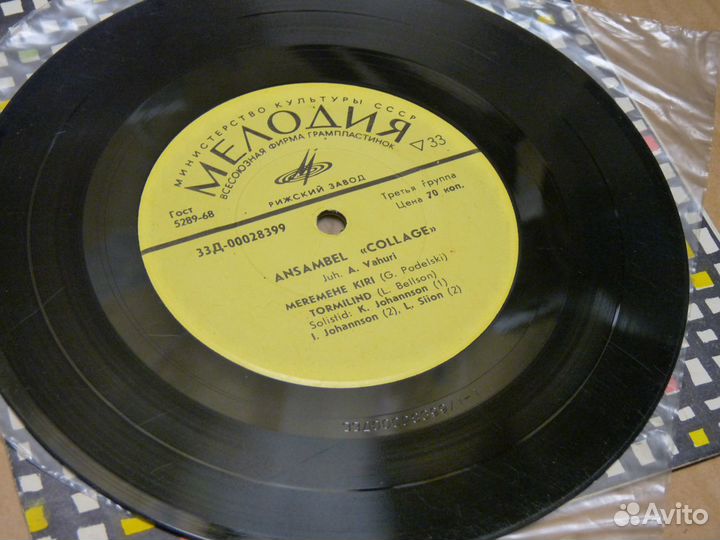 МИНИСТЕРСТВО КУЛЬТУРЫ СССР
МЕЛОДИЯ
ВСЕСОЮЗНАЯ ФИРМА ГРАМПЛАСТИНОК
▽33
РИЖСКИЙ ЗАВОД
Гост
5289-68
Третья группа
Цена 70 коп.
33Д-00028399
ANSAMBEL «COLLAGE»
Juh. A. Vahuri
MEREMEHE KIRI (G. Podelski)
TORMILIND (L. Bellson)
Solistid: K. Johannson (1)
I. Johannson (2), L. Siion (2)
Avito